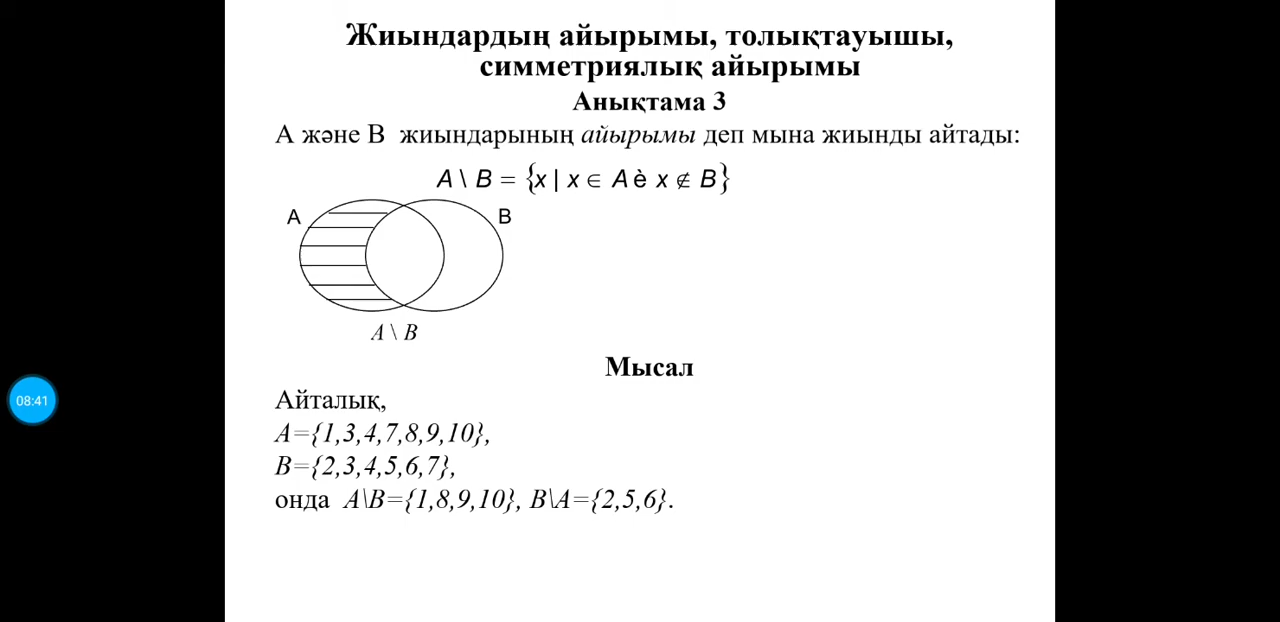 Жиындардың айырымы, толықтауышы,
симметриялық айырымы
Анықтама 3
А және В жиындарының айырымы деп мына жиынды айтады:
A \ B = {x | x ∈ A è x ∉ B}
A
B
A \ B
Мысал
08:41
Айталық,
A={1,3,4,7,8,9,10},
B={2,3,4,5,6,7},
онда A\B={1,8,9,10}, B\A={2,5,6}.